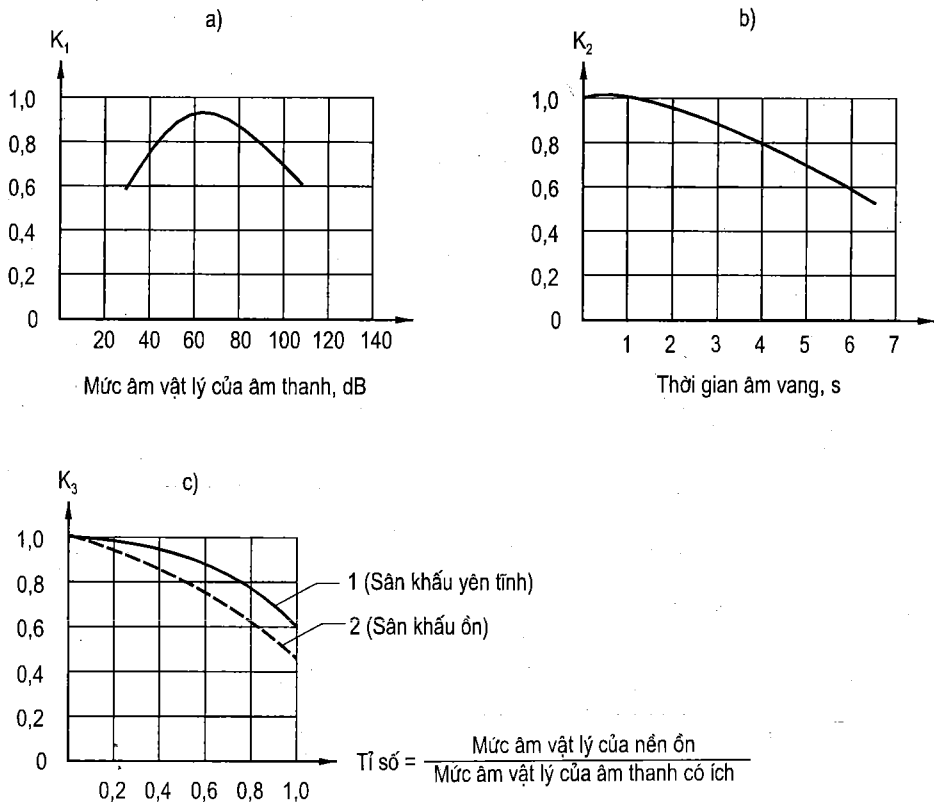 a)
K₁
1,0
0,8
0,6
0,4
0,2
0
20 40 60 80 100 120 140
Mức âm vật lý của âm thanh, dB
b)
K₂
1,0
0,8
0,6
0,4
0,2
0
1 2 3 4 5 6 7
Thời gian âm vang, s
c)
K₃
1,0
0,8
0,6
0,4
0,2
0
0,2 0,4 0,6 0,8 1,0
1 (Sân khấu yên tĩnh)
2 (Sân khấu ồn)
Tỉ số = Mức âm vật lý của nền ồn
Mức âm vật lý của âm thanh có ích